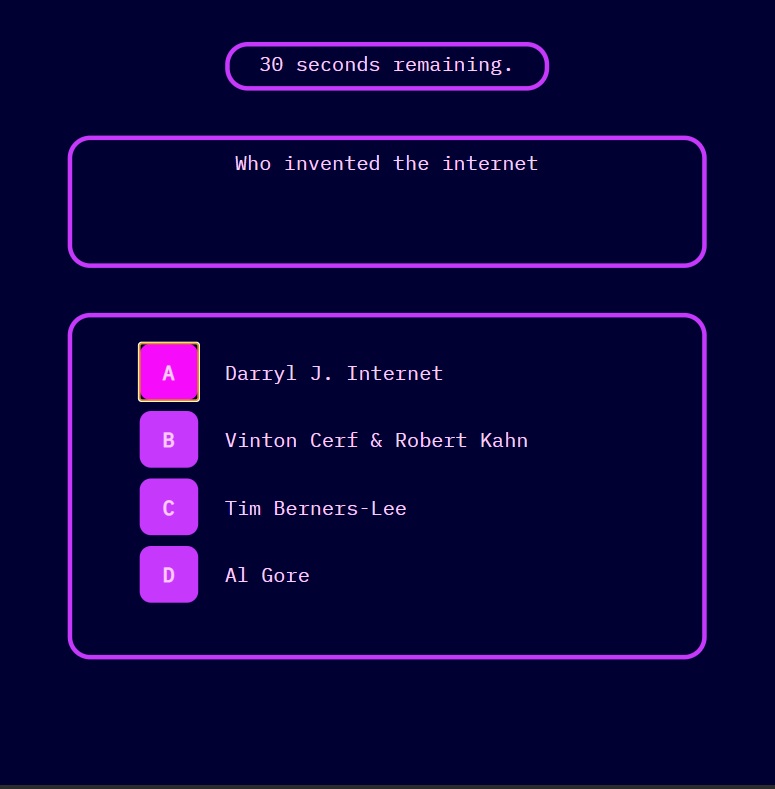 30 seconds remaining.
Who invented the internet
A Darryl J. Internet
B Vinton Cerf & Robert Kahn
C Tim Berners-Lee
D Al Gore